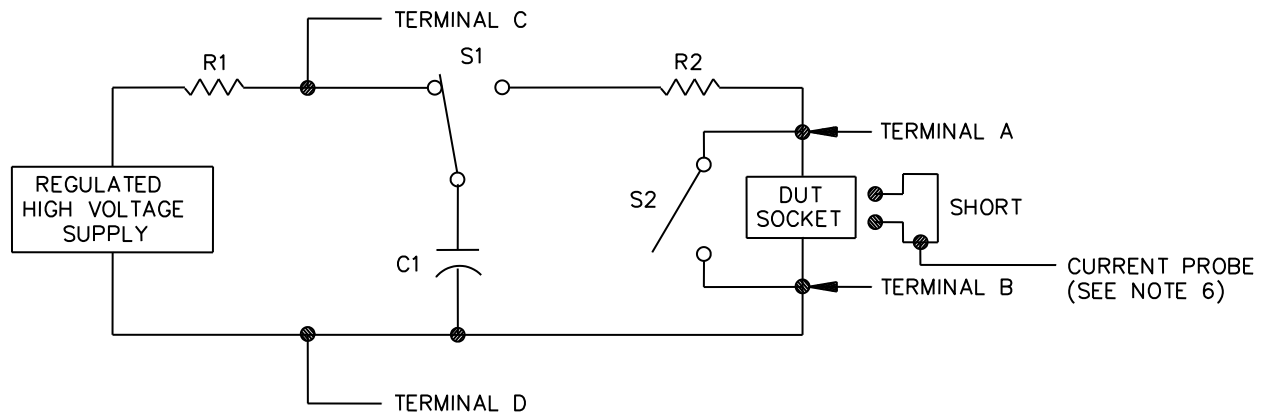 TERMINAL C
S1
R1
R2
TERMINAL A
REGULATED
HIGH VOLTAGE
SUPPLY
S2
DUT
SOCKET
SHORT
C1
CURRENT PROBE
(SEE NOTE 6)
TERMINAL B
TERMINAL D